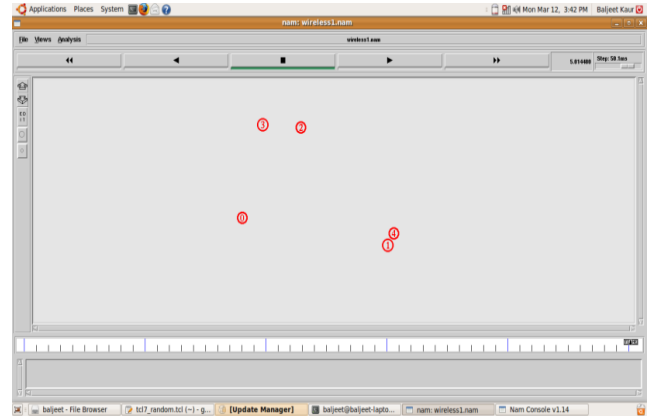 Applications Places System
Mon Mar 12, 3:42 PM Baljeet Kaur
nam: wireless1.nam
File Views Analysis wireless1.nam
5.814408 Step: 50.1ms
3
2
0
4
1
baljeet - File Browser tcl7_random.tcl (~) - g... [Update Manager] baljeet@baljeet-lapto... nam: wireless1.nam Nam Console v1.14